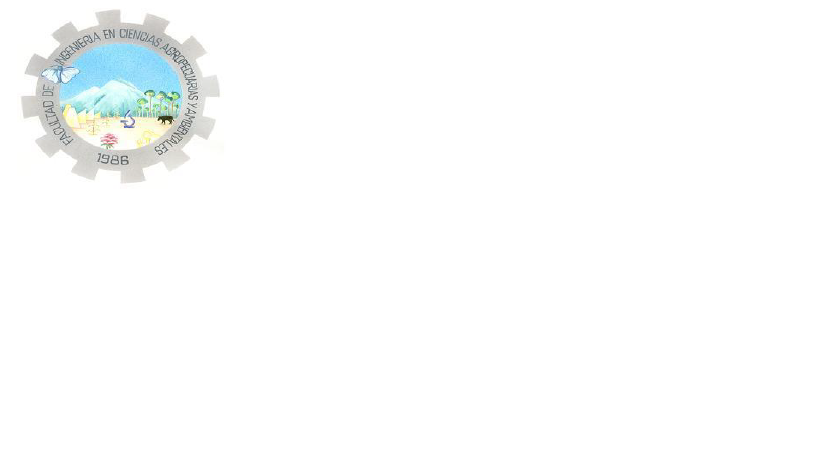 FACULTAD DE INGENIERIA EN CIENCIAS AGROPECUARIAS Y AMBIENTALES
1986